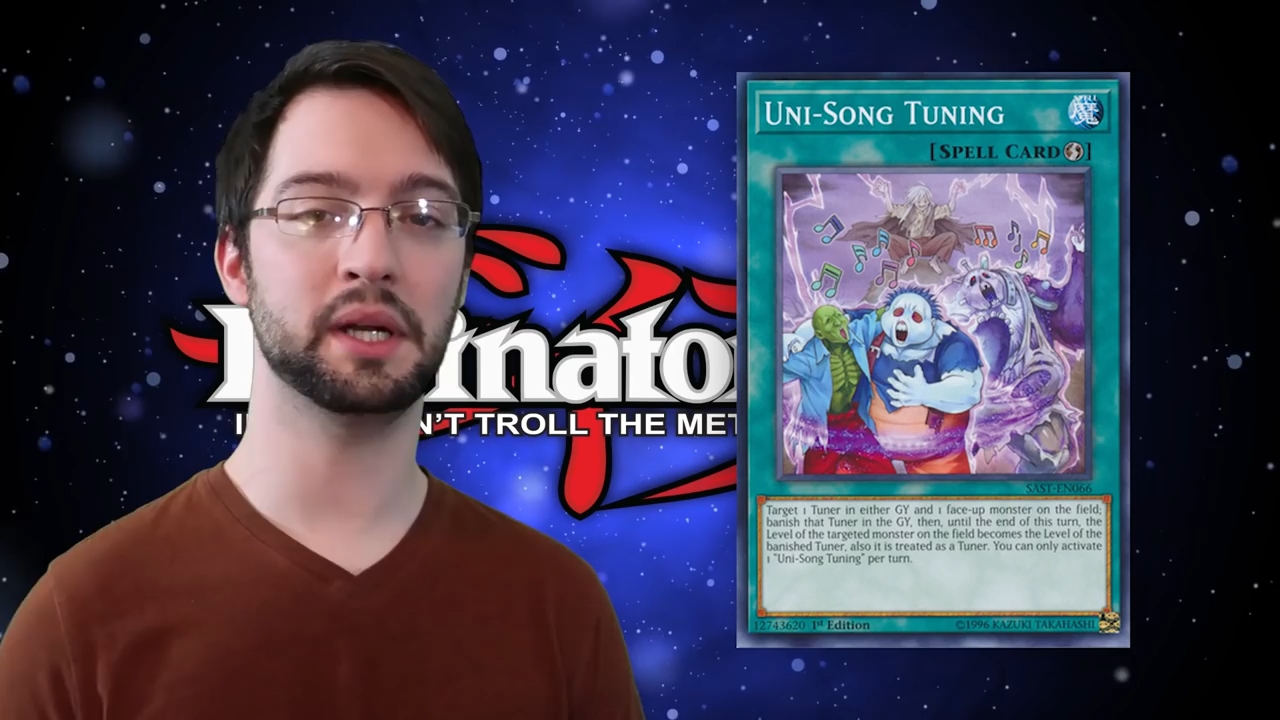 UNI-SONG TUNING
SPELL
魔
[SPELL CARD]
TROLL THE
SAST-EN066
Target 1 Tuner in either GY and 1 face-up monster on the field;
banish that Tuner in the GY, then, until the end of this turn, the
Level of the targeted monster on the field becomes the Level of the
banished Tuner, also it is treated as a Tuner. You can only activate
1 "Uni-Song Tuning" per turn.
12743620 1st Edition ©1996 KAZUKI TAKAHASHI